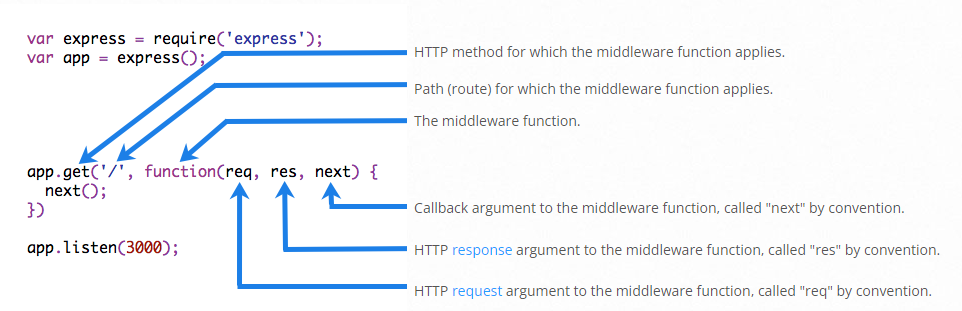 var express = require('express');
var app = express();
HTTP method for which the middleware function applies.
Path (route) for which the middleware function applies.
The middleware function.
app.get('/', function(req, res, next) {
  next();
})
Callback argument to the middleware function, called "next" by convention.
app.listen(3000);
HTTP response argument to the middleware function, called "res" by convention.
HTTP request argument to the middleware function, called "req" by convention.